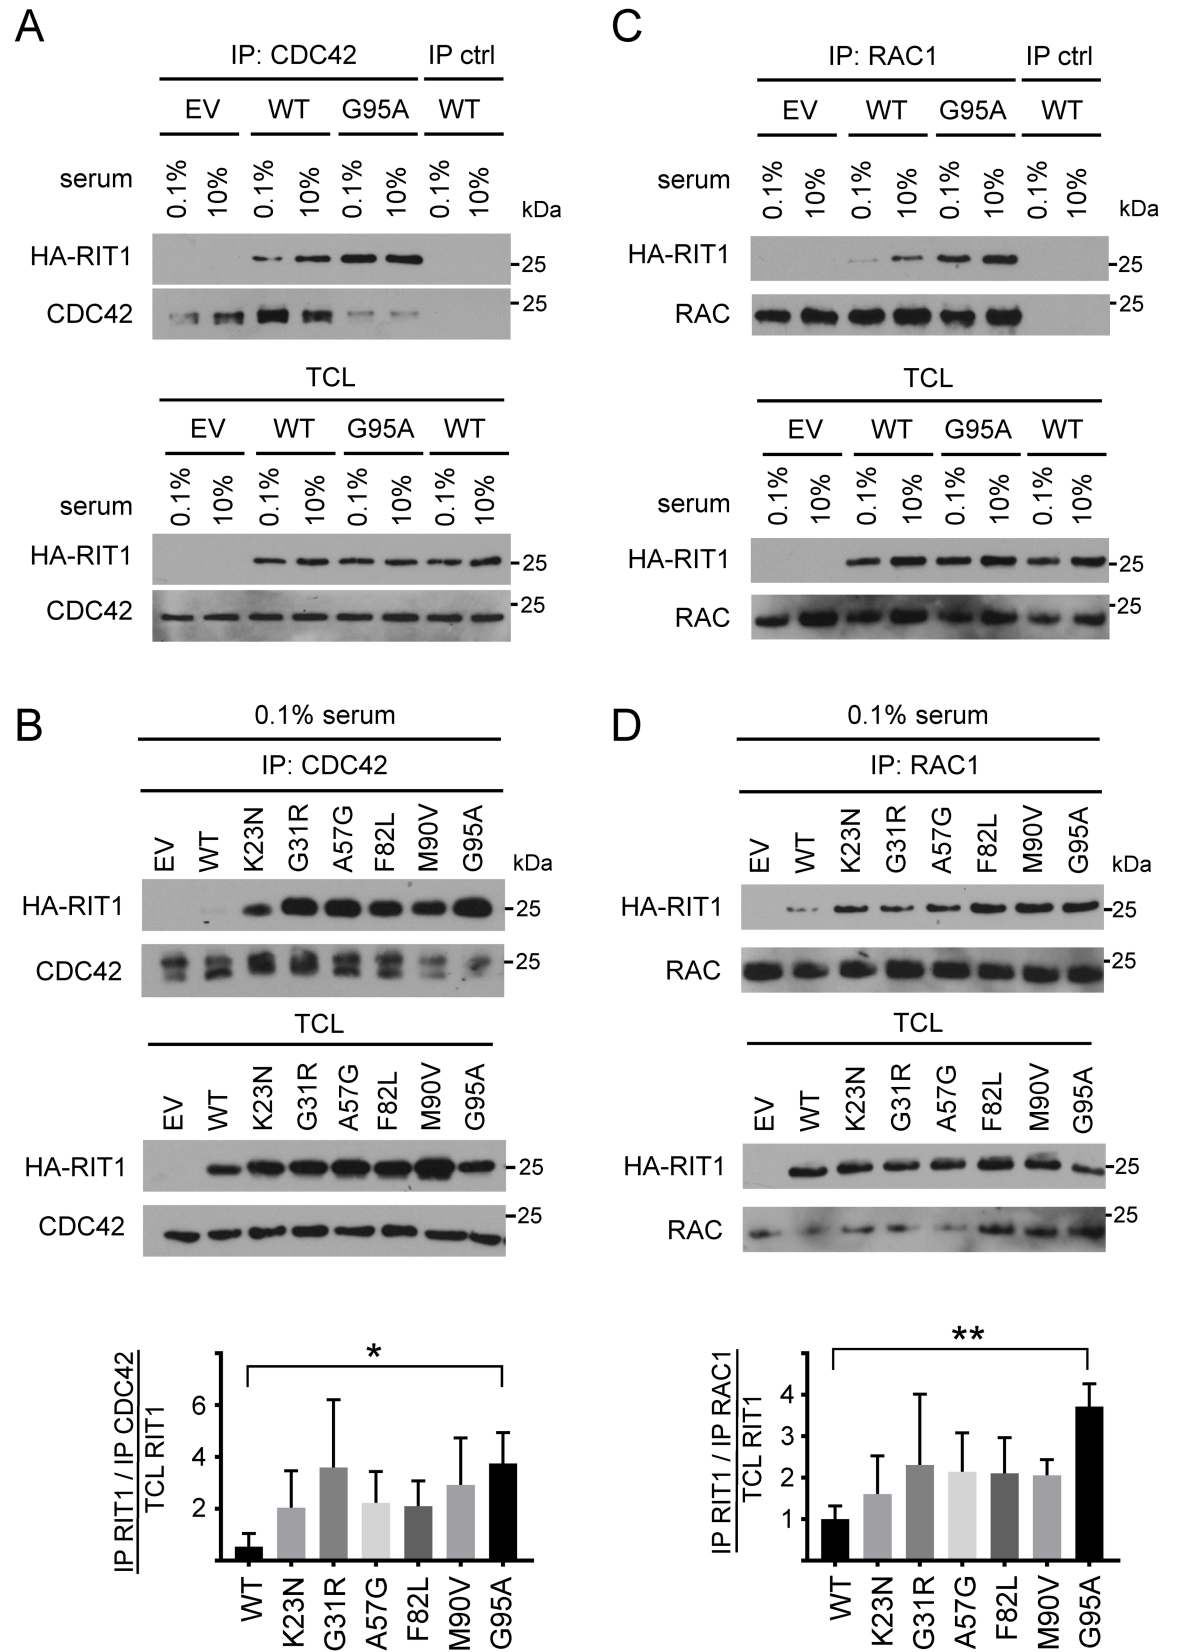 A
IP: CDC42 IP ctrl
EV WT G95A WT
serum 0.1% 10% 0.1% 10% 0.1% 10% 0.1% 10% kDa
HA-RIT1 25
CDC42 25
TCL
EV WT G95A WT
serum 0.1% 10% 0.1% 10% 0.1% 10% 0.1% 10%
HA-RIT1 25
CDC42 25
C
IP: RAC1 IP ctrl
EV WT G95A WT
serum 0.1% 10% 0.1% 10% 0.1% 10% 0.1% 10% kDa
HA-RIT1 25
RAC 25
TCL
EV WT G95A WT
serum 0.1% 10% 0.1% 10% 0.1% 10% 0.1% 10%
HA-RIT1 25
RAC 25
B
0.1% serum
IP: CDC42
EV WT K23N G31R A57G F82L M90V G95A kDa
HA-RIT1 25
CDC42 25
TCL
EV WT K23N G31R A57G F82L M90V G95A
HA-RIT1 25
CDC42 25
IP RIT1 / IP CDC42
TCL RIT1
*
6
4
2
WT K23N G31R A57G F82L M90V G95A
D
0.1% serum
IP: RAC1
EV WT K23N G31R A57G F82L M90V G95A kDa
HA-RIT1 25
RAC 25
TCL
EV WT K23N G31R A57G F82L M90V G95A
HA-RIT1 25
RAC 25
IP RIT1 / IP RAC1
TCL RIT1
**
4
3
2
1
WT K23N G31R A57G F82L M90V G95A